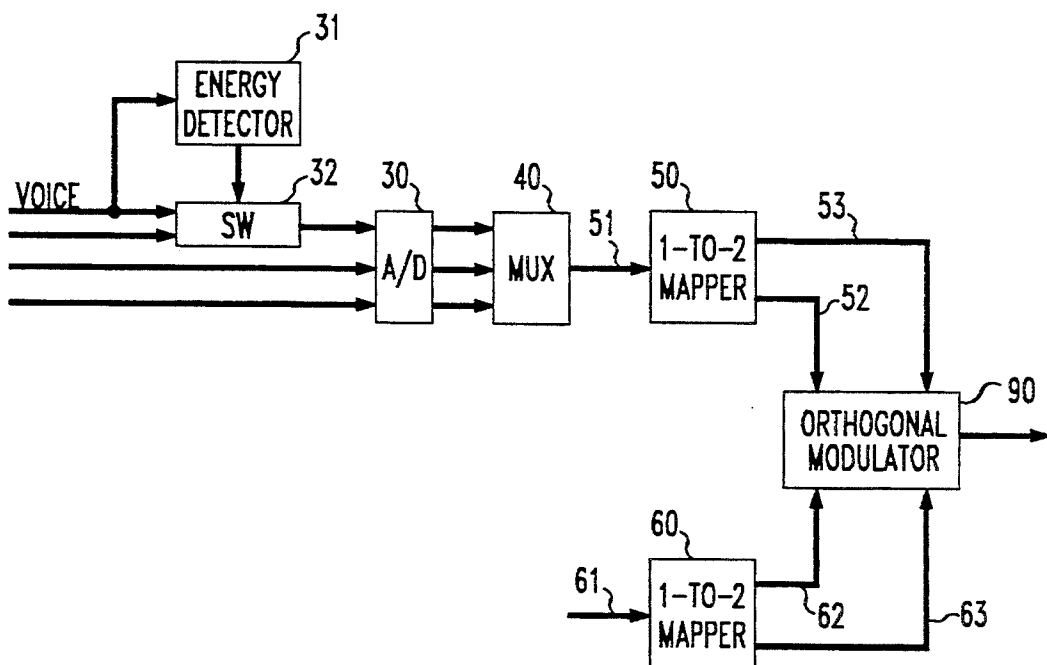 31
ENERGY
DETECTOR
VOICE
32
SW
30
A/D
40
MUX
51
50
1-TO-2
MAPPER
53
52
90
ORTHOGONAL
MODULATOR
60
61
1-TO-2
MAPPER
62
63